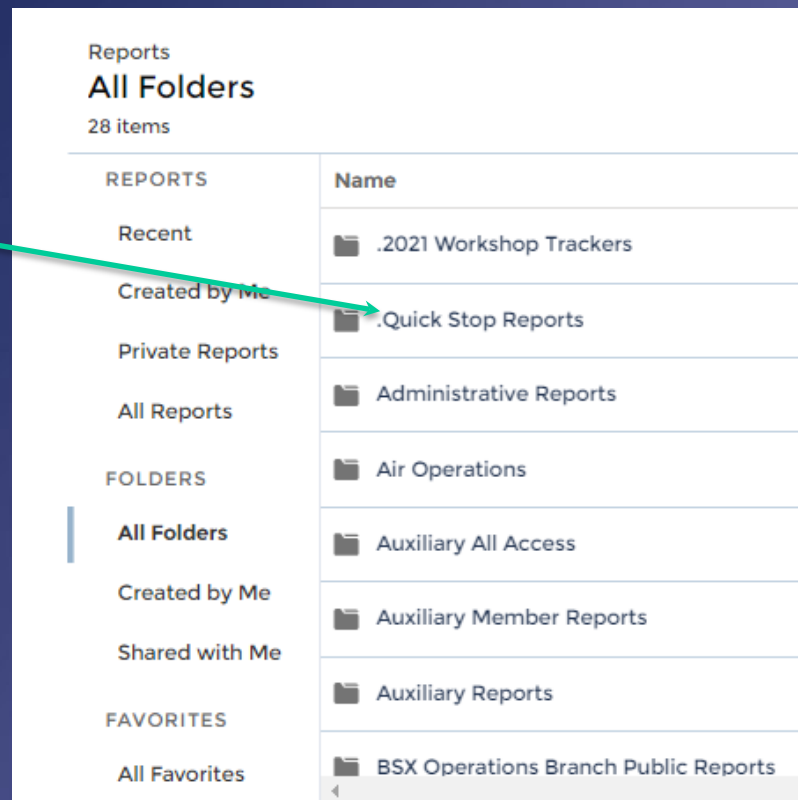 Reports
All Folders
28 items
REPORTS
Recent
Created by Me
Private Reports
All Reports
FOLDERS
All Folders
Created by Me
Shared with Me
FAVORITES
All Favorites
Name
.2021 Workshop Trackers
.Quick Stop Reports
Administrative Reports
Air Operations
Auxiliary All Access
Auxiliary Member Reports
Auxiliary Reports
BSX Operations Branch Public Reports